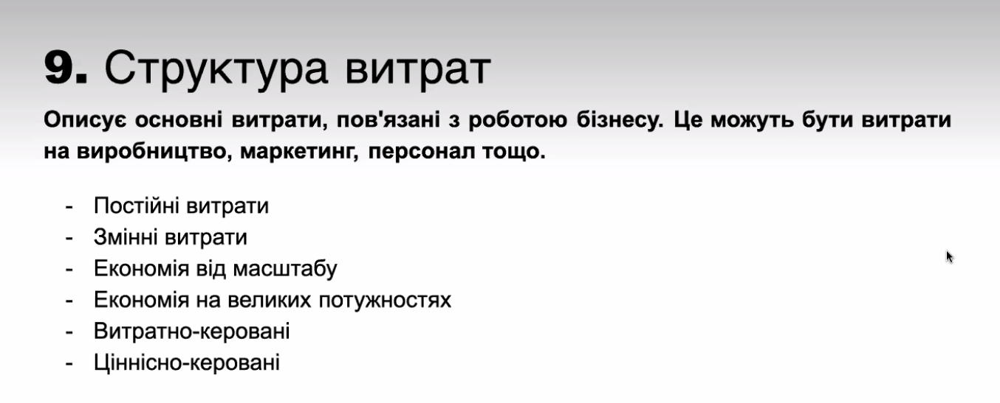 9. Структура витрат
Описує основні витрати, пов'язані з роботою бізнесу. Це можуть бути витрати
на виробництво, маркетинг, персонал тощо.
- Постійні витрати
- Змінні витрати
- Економія від масштабу
- Економія на великих потужностях
- Витратно-керовані
- Ціннісно-керовані